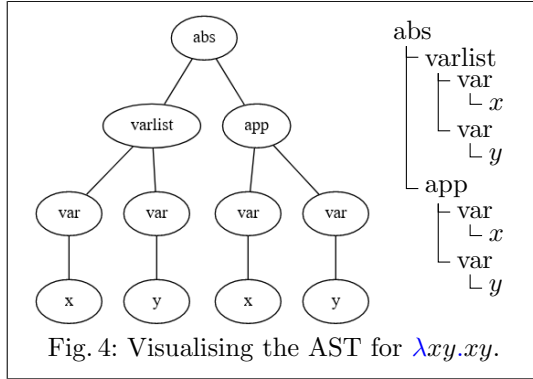 abs
varlist app
var var var var
x y x y
abs
varlist
var
x
var
y
app
var
x
var
y
Fig. 4: Visualising the AST for λxy.xy.